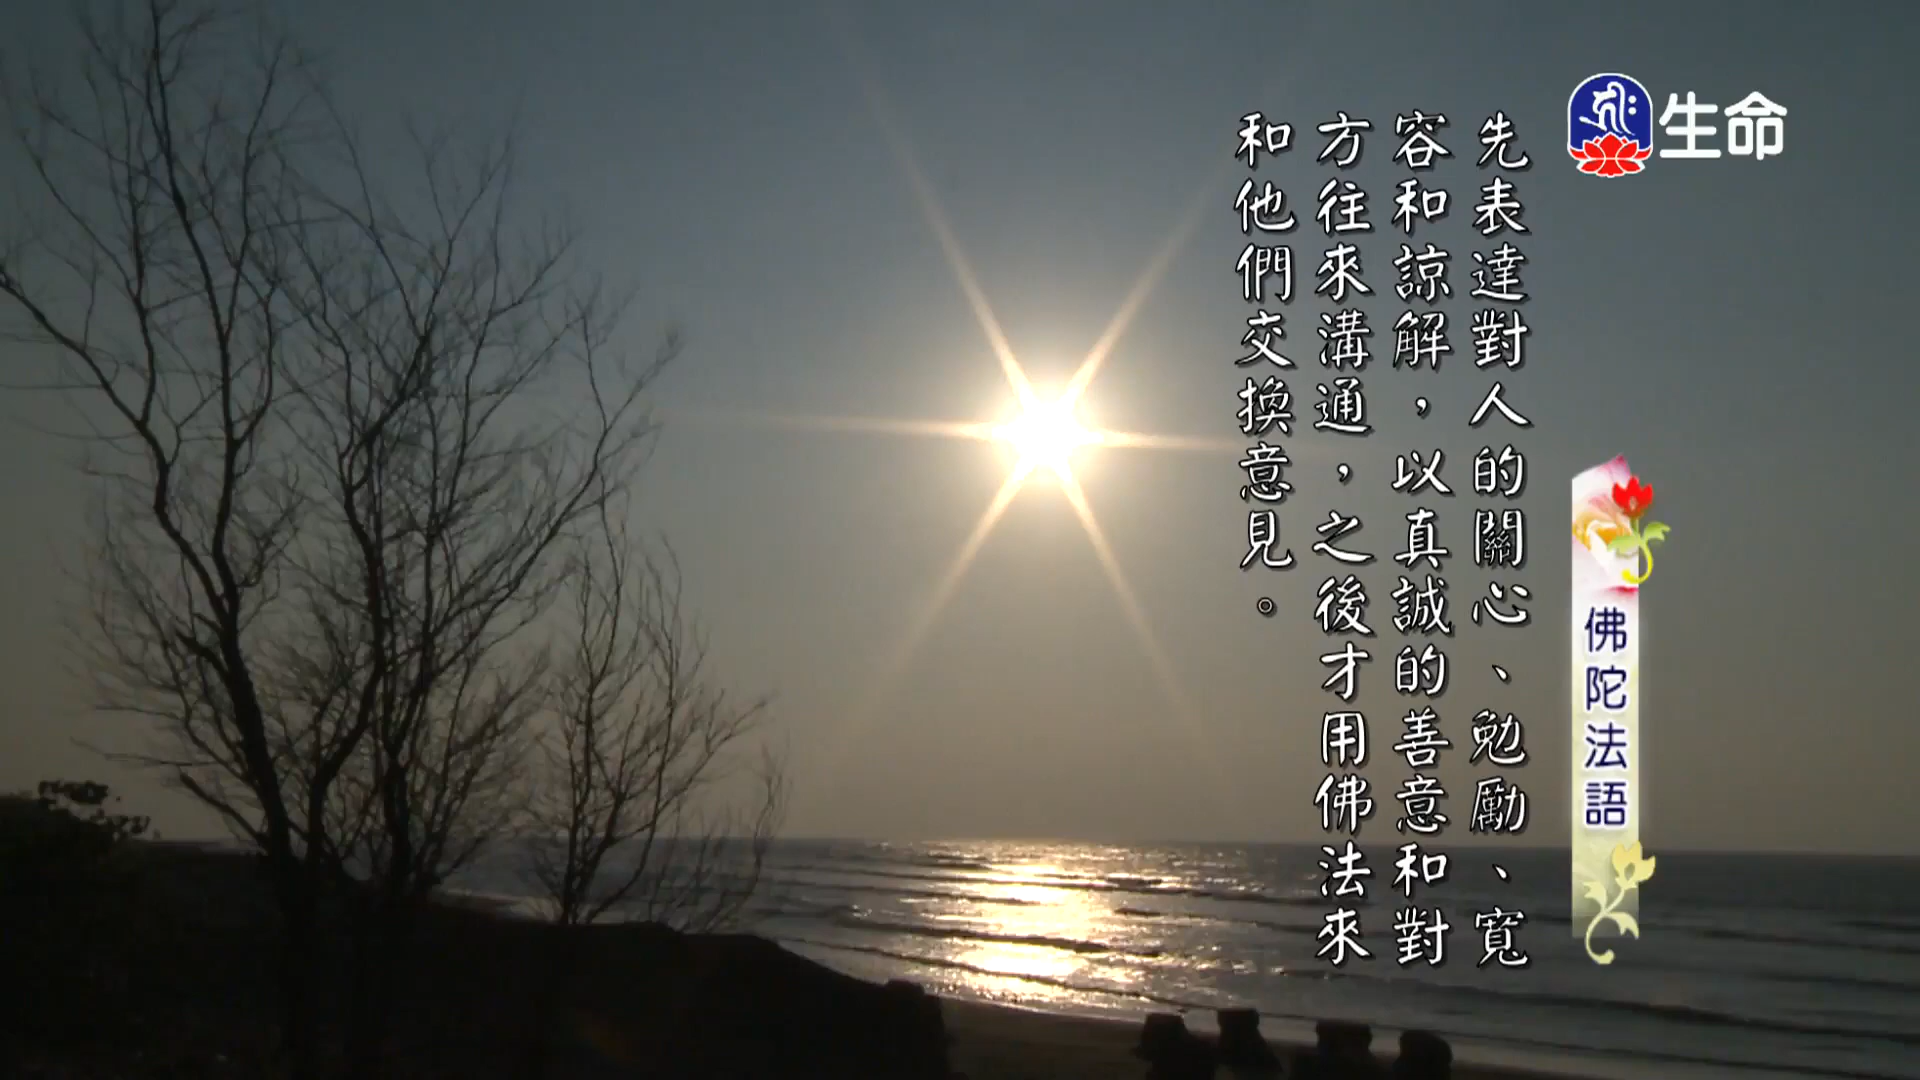 生命
先表達對人的關心、勉勵、寬
容和諒解，以真誠的善意和對
方往來溝通，之後才用佛法來
和他們交換意見。
佛陀法語